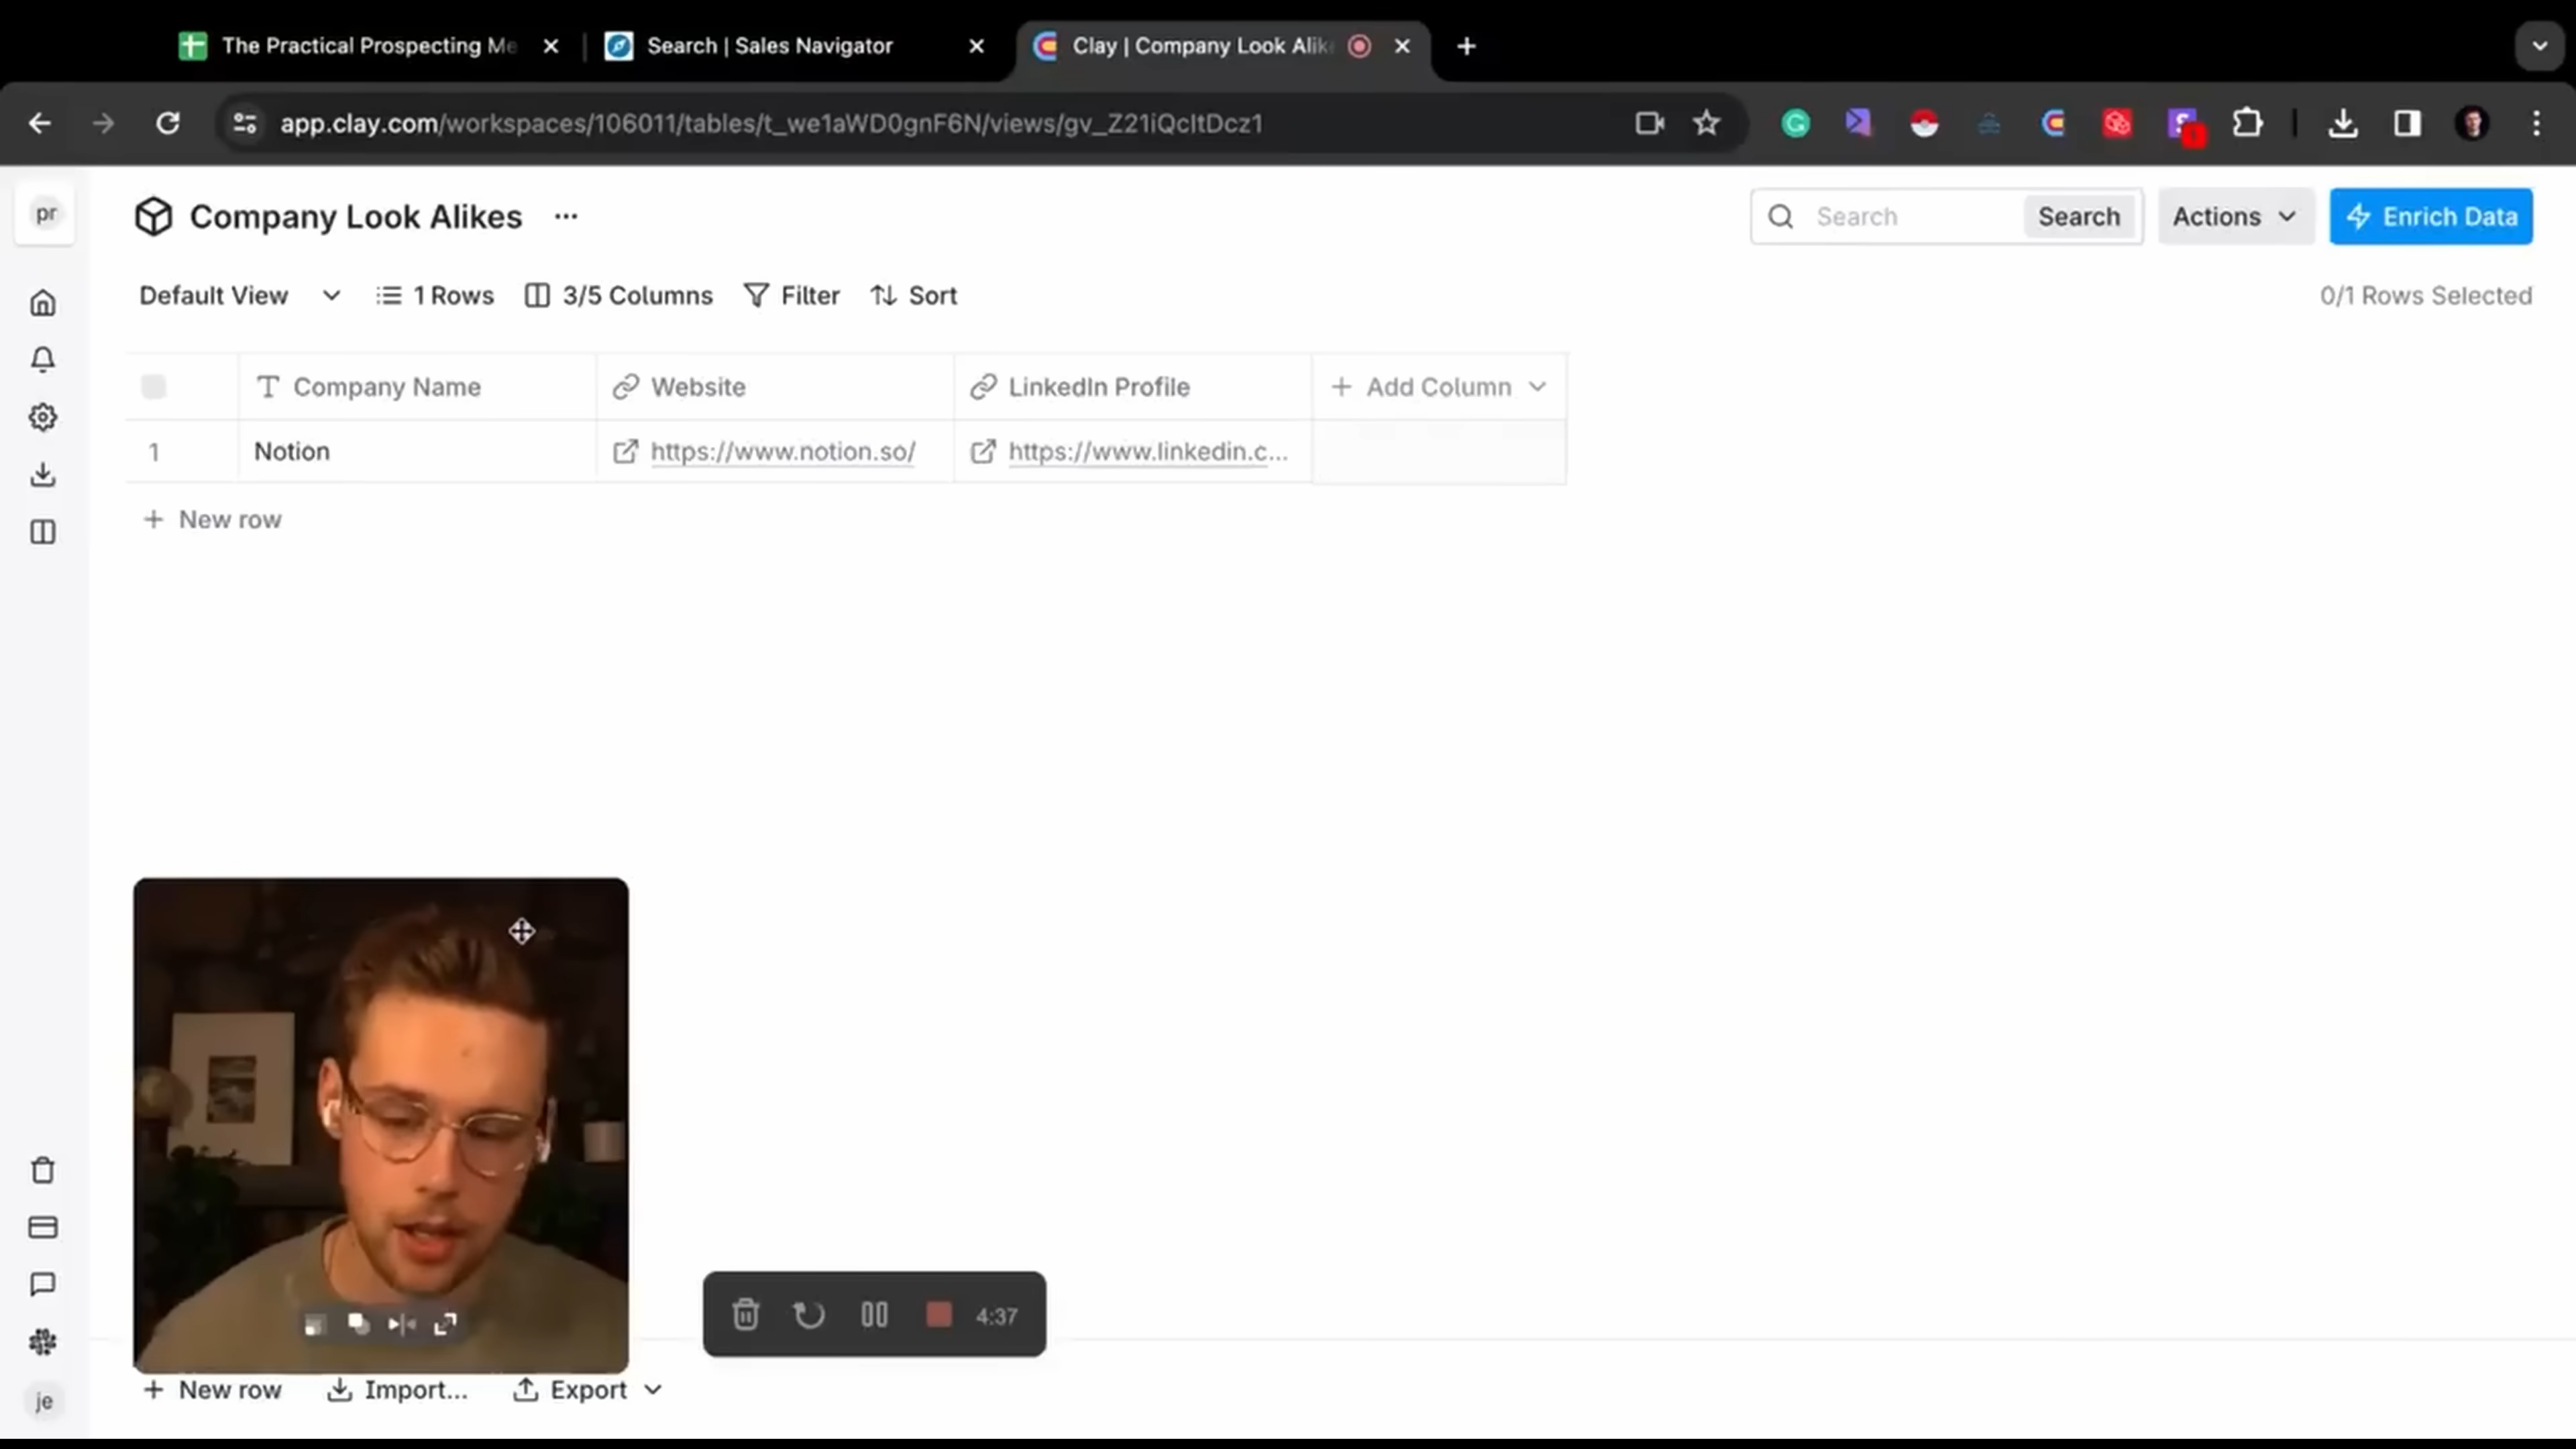 The Practical Prospecting Me
Search | Sales Navigator
Clay | Company Look Alik
app.clay.com/workspaces/106011/tables/t_we1aWD0gnF6N/views/gv_Z21iQcItDcz1
pr
Company Look Alikes
Search
Search
Actions
Enrich Data
Default View
1 Rows
3/5 Columns
Filter
Sort
0/1 Rows Selected
Company Name
Website
LinkedIn Profile
+ Add Column
1
Notion
https://www.notion.so/
https://www.linkedin.c...
+ New row
4:37
+ New row
Import...
Export
je